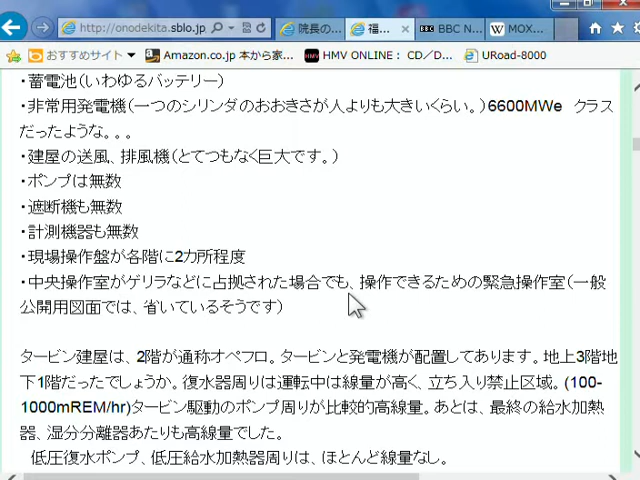 http://onodekita.sblo.jp
院長の...
福...
BBC N...
MOX...
おすすめサイト
Amazon.co.jp 本から家...
HMV ONLINE： CD／D...
URoad-8000
・蓄電池（いわゆるバッテリー）
・非常用発電機（一つのシリンダのおおきさが人よりも大きいくらい。）6600MWe　クラス
だったような。。。
・建屋の送風、排風機（とてつもなく巨大です。）
・ポンプは無数
・遮断機も無数
・計測機器も無数
・現場操作盤が各階に2カ所程度
・中央操作室がゲリラなどに占拠された場合でも、操作できるための緊急操作室（一般
公開用図面では、省いているそうです）
タービン建屋は、2階が通称オペフロ。タービンと発電機が配置してあります。地上3階地
下1階だったでしょうか。復水器周りは運転中は線量が高く、立ち入り禁止区域。(100-
1000mREM/hr)タービン駆動のポンプ周りが比較的高線量。あとは、最終の給水加熱
器、湿分分離器あたりも高線量でした。
低圧復水ポンプ、低圧給水加熱器周りは、ほとんど線量なし。